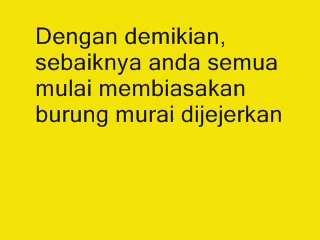 Dengan demikian,
sebaiknya anda semua
mulai membiasakan
burung murai dijejerkan